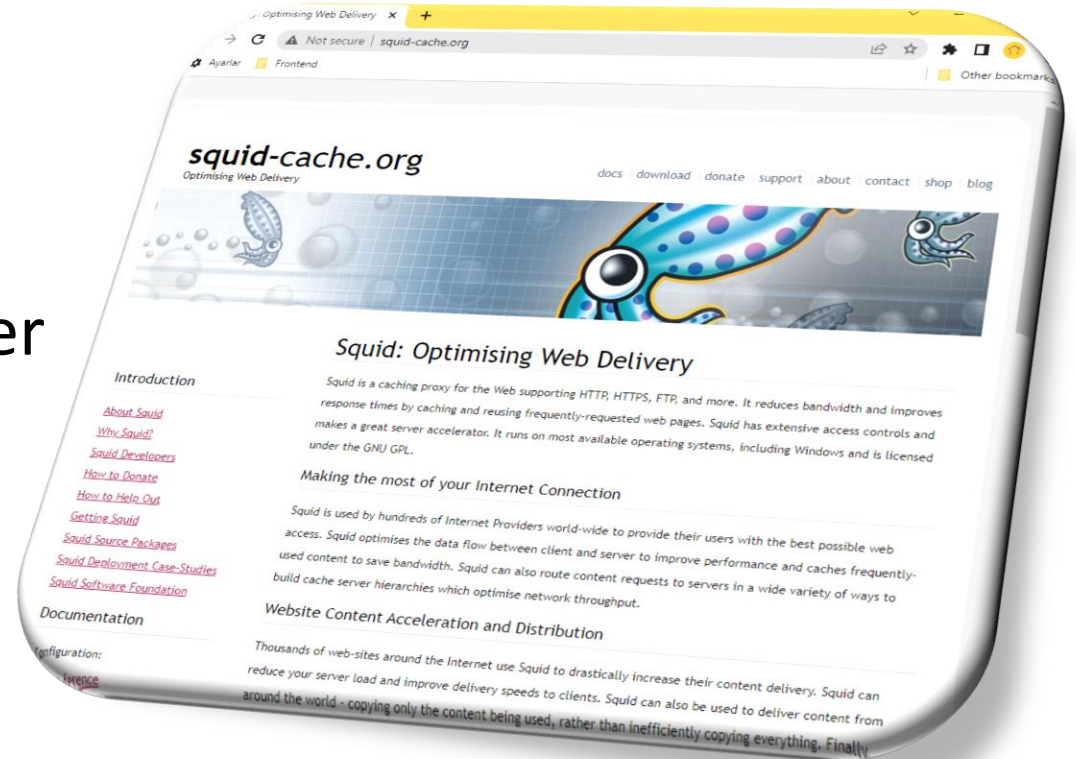 Optimising Web Delivery
Not secure | squid-cache.org
Ayarlar Frontend
Other bookmarks
squid-cache.org
Optimising Web Delivery
docs download donate support about contact shop blog
er
Squid: Optimising Web Delivery
Squid is a caching proxy for the Web supporting HTTP, HTTPS, FTP, and more. It reduces bandwidth and improves
response times by caching and reusing frequently-requested web pages. Squid has extensive access controls and
makes a great server accelerator. It runs on most available operating systems, including Windows and is licensed
under the GNU GPL.
Making the most of your Internet Connection
Squid is used by hundreds of Internet Providers world-wide to provide their users with the best possible web
access. Squid optimises the data flow between client and server to improve performance and caches frequently-
used content to save bandwidth. Squid can also route content requests to servers in a wide variety of ways to
build cache server hierarchies which optimise network throughput.
Website Content Acceleration and Distribution
Thousands of web-sites around the Internet use Squid to drastically increase their content delivery. Squid can
reduce your server load and improve delivery speeds to clients. Squid can also be used to deliver content from
around the world - copying only the content being used, rather than inefficiently copying everything. Finally,
Introduction
About Squid
Why Squid?
Squid Developers
How to Donate
How to Help Out
Getting Squid
Squid Source Packages
Squid Deployment Case-Studies
Squid Software Foundation
Documentation
onfiguration:
erence